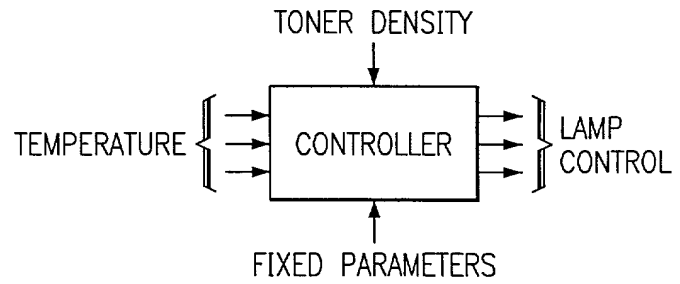 TONER DENSITY
TEMPERATURE
CONTROLLER
LAMP
CONTROL
FIXED PARAMETERS